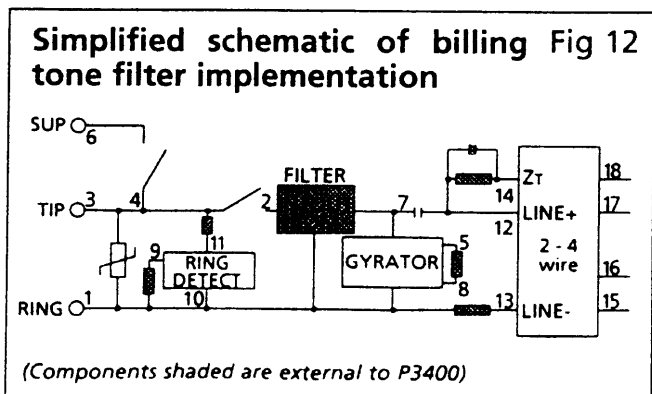 Simplified schematic of billing Fig 12
tone filter implementation
SUP 6
FILTER
ZT 18
14
TIP 3 4 2 7 LINE+ 17
12
11 5 2 - 4
9 RING GYRATOR wire
DETECT 16
10 8
RING 1 13 LINE- 15
(Components shaded are external to P3400)